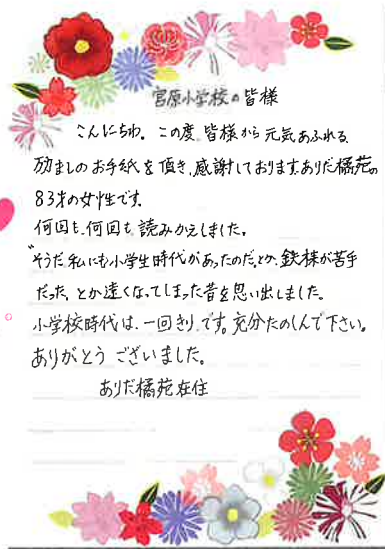 宮原小学校の皆様
こんにちわ。この度、皆様から元気あふれる、
励ましのお手紙を頂き、感謝しております。ありだ橘苑の
83才の女性です。
何回も、何回も、読みかえしました。
“そうだ、私にも小学生時代があったのだ。とか、鉄棒が苦手
だった、とか遠くなってしまった昔を思い出しました。
小学校時代は、一回きり、です。充分たのしんで下さい。
ありがとうございました。
ありだ橘苑在住